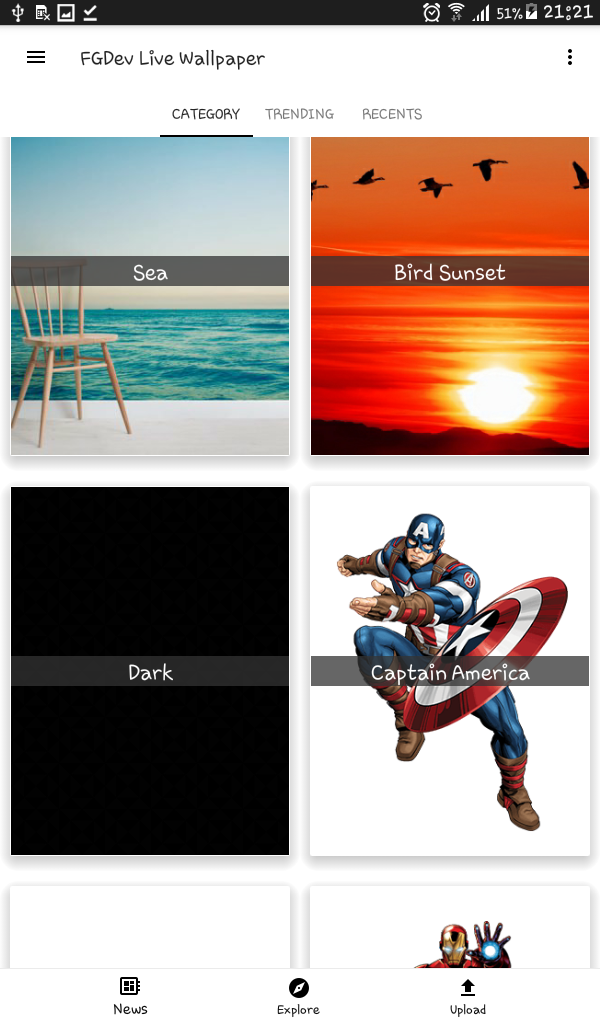 51% 21:21
FGDev Live Wallpaper
CATEGORY TRENDING RECENTS
Sea
Bird Sunset
Dark
A
Captain America
News Explore Upload